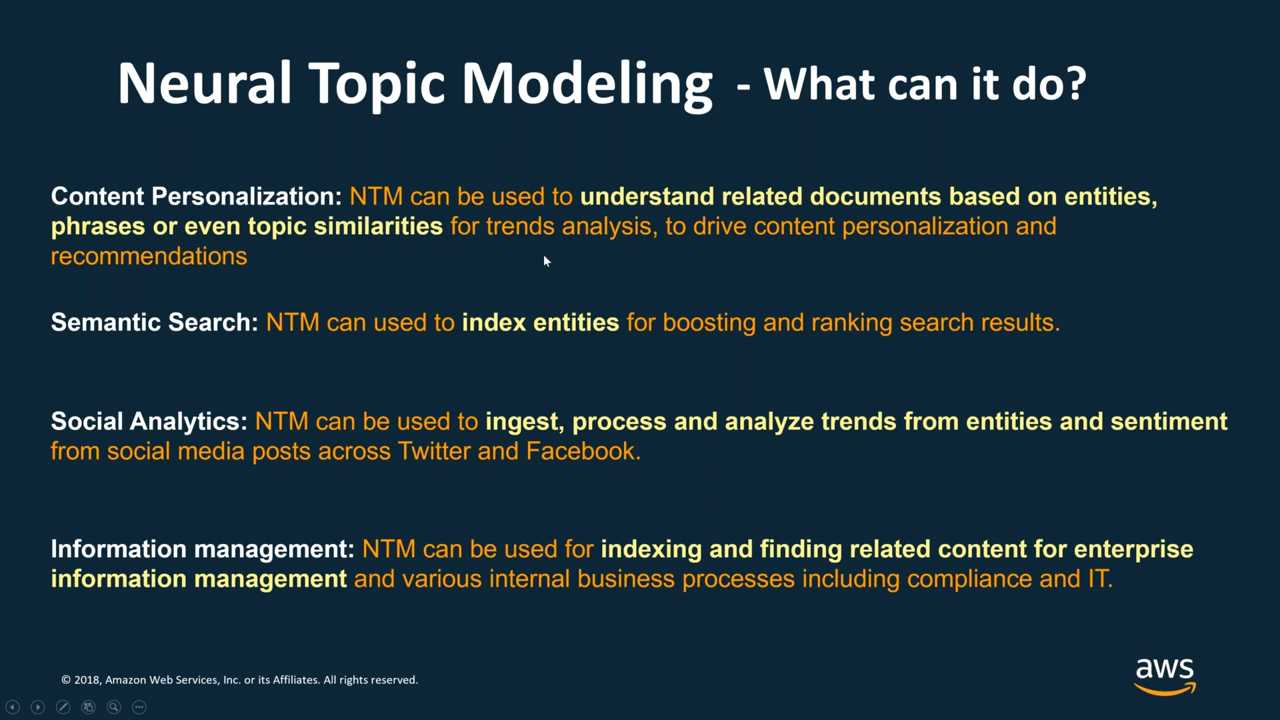 Neural Topic Modeling - What can it do?
Content Personalization: NTM can be used to understand related documents based on entities,
phrases or even topic similarities for trends analysis, to drive content personalization and
recommendations
Semantic Search: NTM can used to index entities for boosting and ranking search results.
Social Analytics: NTM can be used to ingest, process and analyze trends from entities and sentiment
from social media posts across Twitter and Facebook.
Information management: NTM can be used for indexing and finding related content for enterprise
information management and various internal business processes including compliance and IT.
© 2018, Amazon Web Services, Inc. or its Affiliates. All rights reserved.
aws